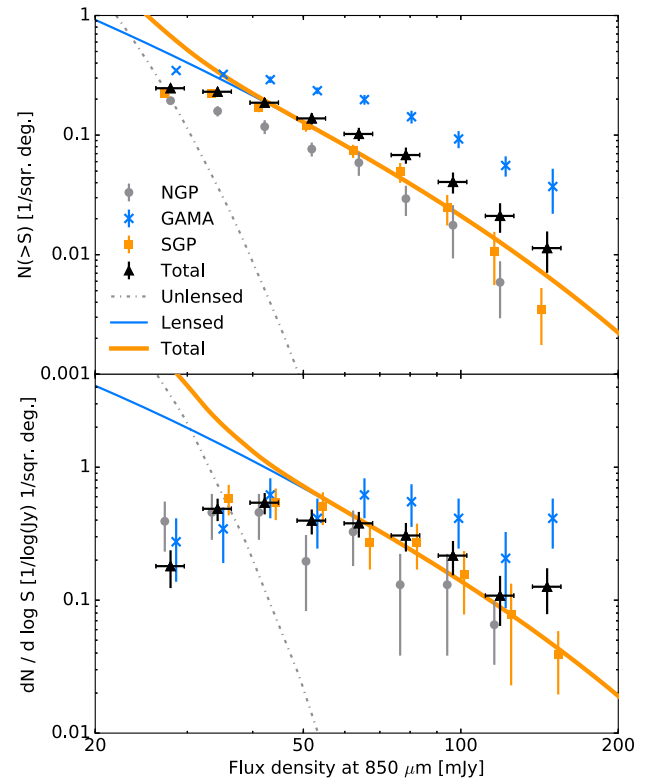 1
0.1
0.01
0.001
N(>S) [1/sqr. deg.]
NGP
GAMA
SGP
Total
Unlensed
Lensed
Total
1
0.1
0.01
dN / d log S [1/log(Jy) 1/sqr. deg.]
20
50
100
200
Flux density at 850 μm [mJy]